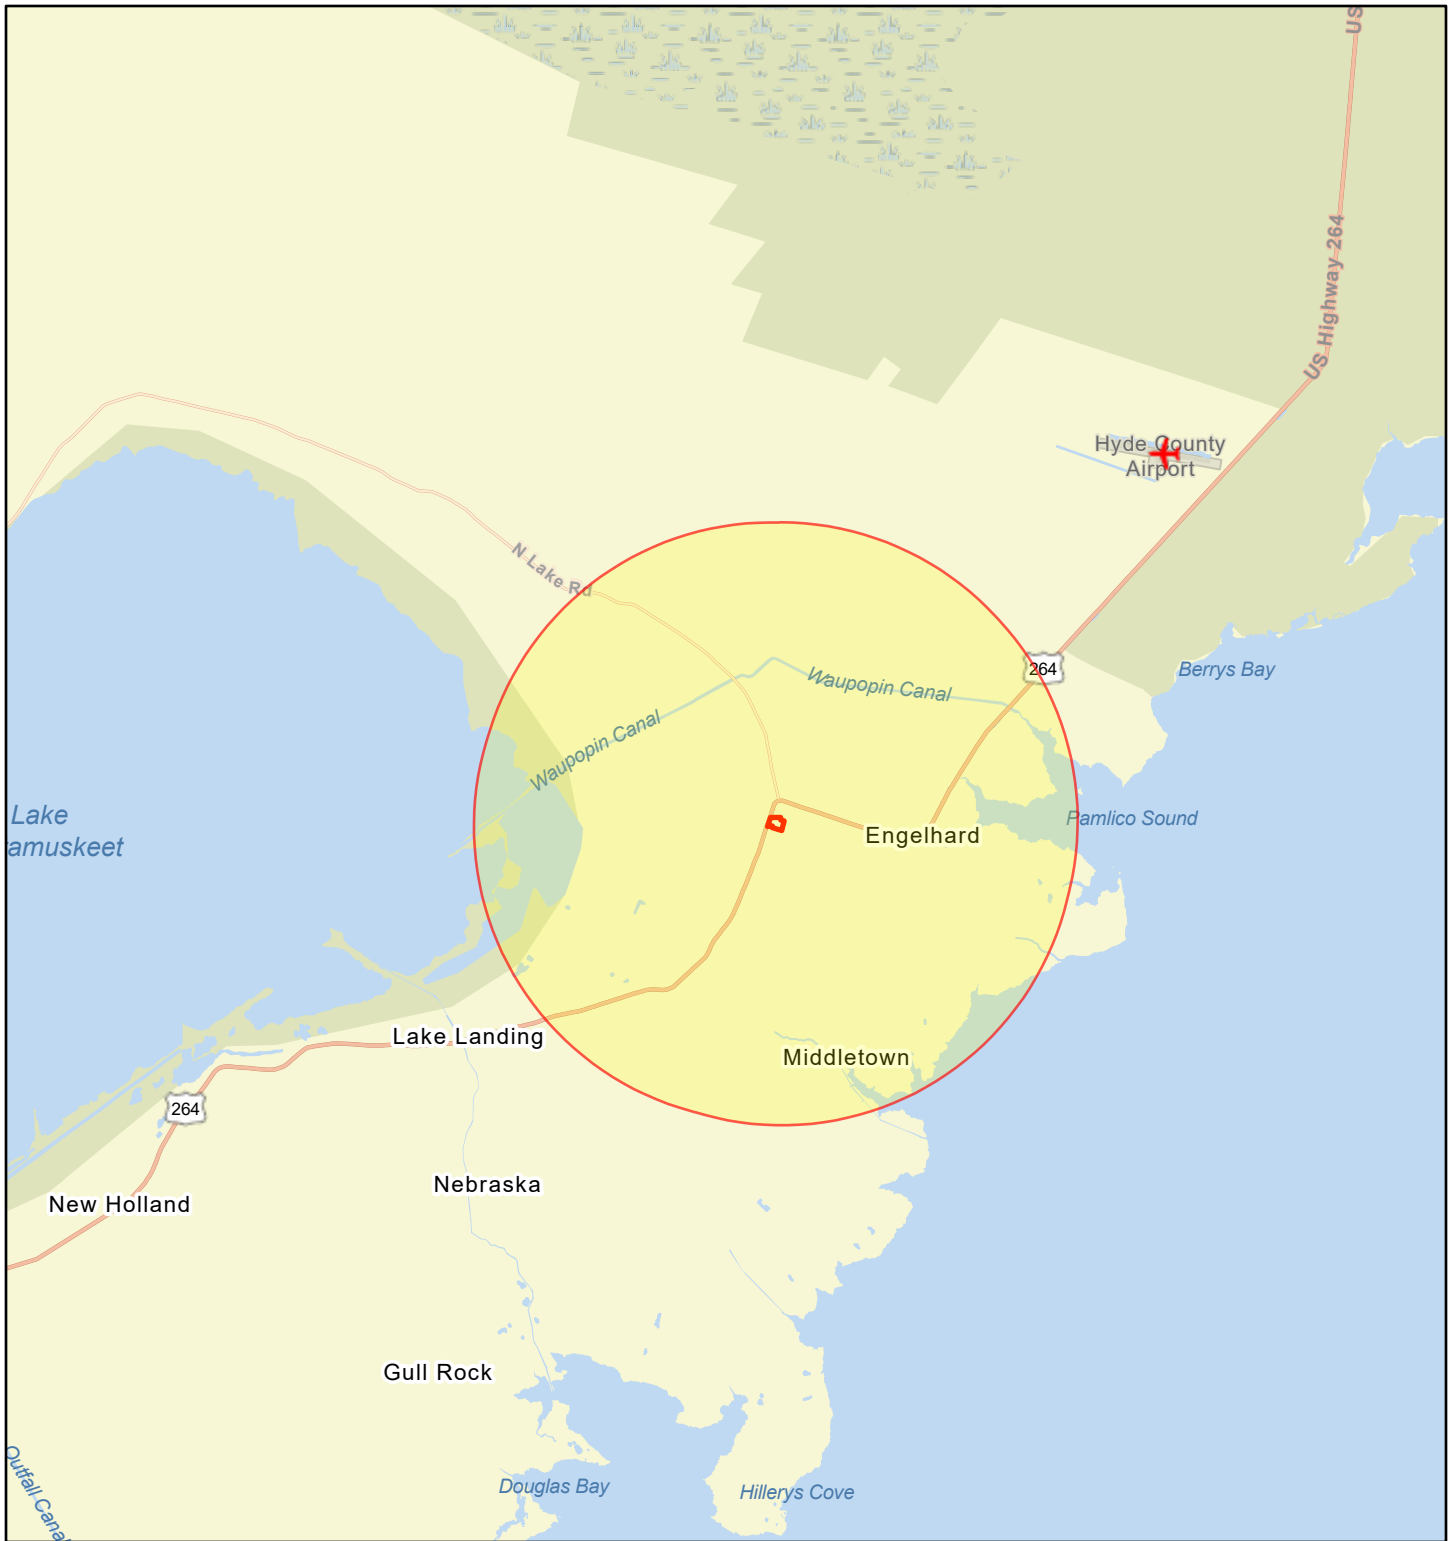 US
US Highway 264
Hyde County
Airport
N Lake Rd
264
Berrys Bay
Waupopin Canal
Waupopin Canal
Lake
amuskeet
Pamlico Sound
Engelhard
Lake Landing
Middletown
264
Nebraska
New Holland
Gull Rock
Outfall Canal
Douglas Bay
Hillerys Cove